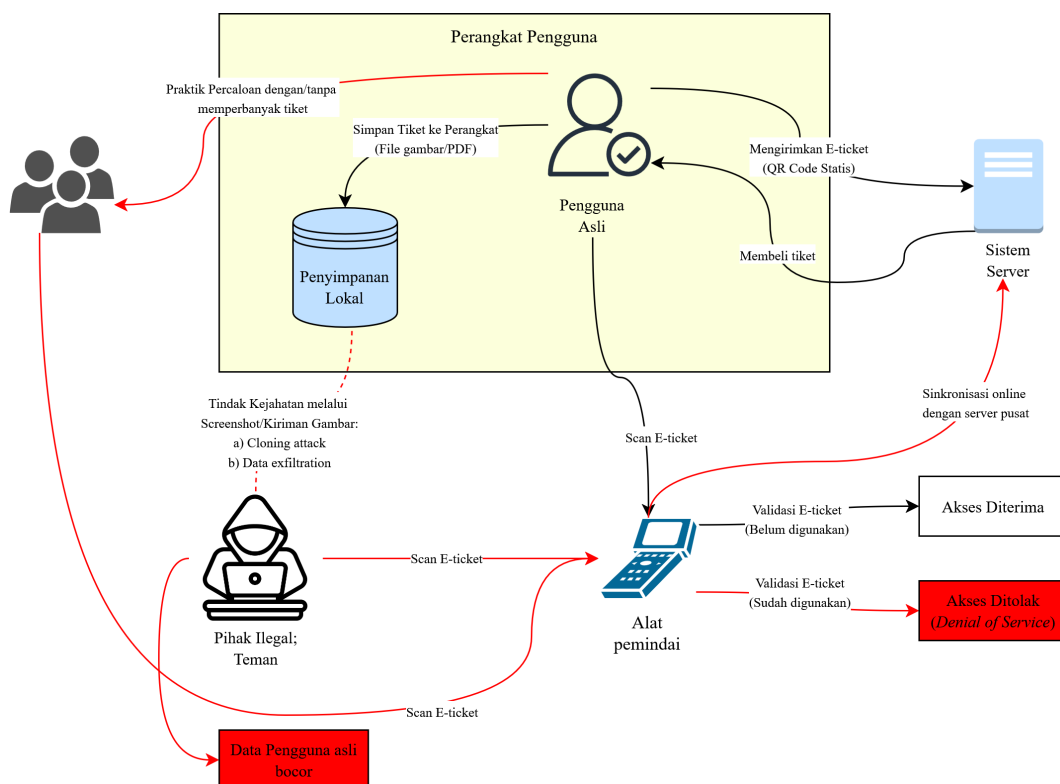 Perangkat Pengguna
Praktik Percaloan dengan/tanpa
memperbanyak tiket
Simpan Tiket ke Perangkat
(File gambar/PDF)
Mengirimkan E-ticket
(QR Code Statis)
Pengguna
Asli
Penyimpanan
Lokal
Membeli tiket
Sistem
Server
Tindak Kejahatan melalui
Screenshot/Kiriman Gambar:
a) Cloning attack
b) Data exfiltration
Sinkronisasi online
dengan server pusat
Scan E-ticket
Validasi E-ticket
(Belum digunakan)
Akses Diterima
Scan E-ticket
Validasi E-ticket
(Sudah digunakan)
Akses Ditolak
(Denial of Service)
Alat
pemindai
Pihak Ilegal;
Teman
Scan E-ticket
Data Pengguna asli
bocor